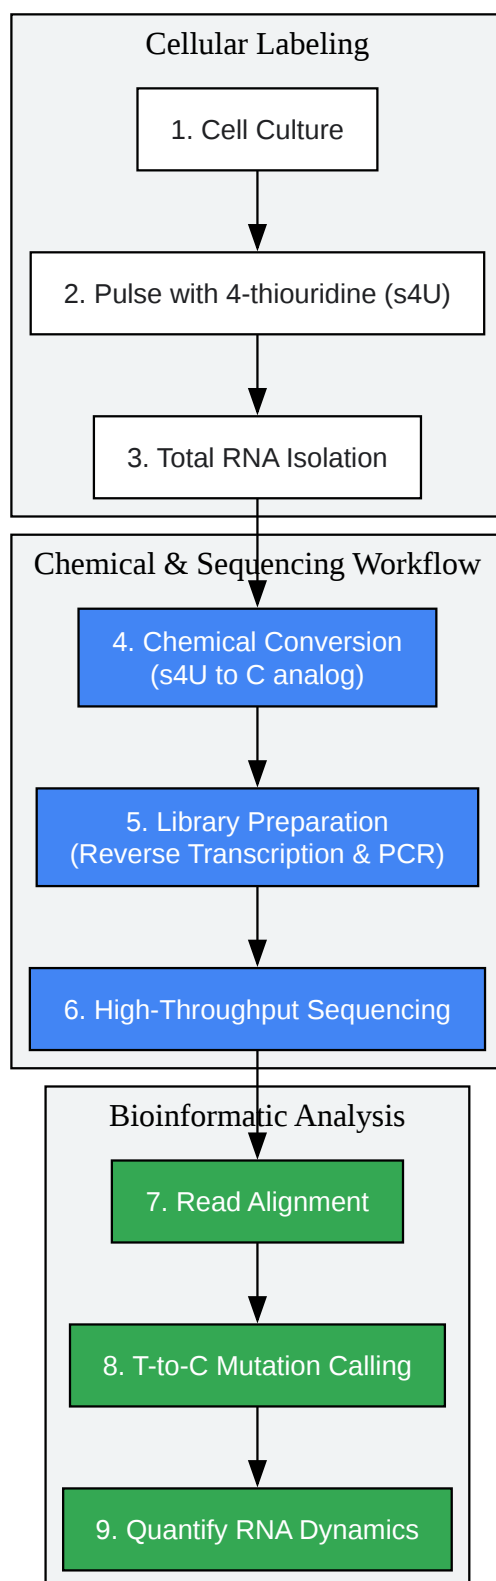 Cellular Labeling
1. Cell Culture
2. Pulse with 4-thiouridine (s4U)
3. Total RNA Isolation
Chemical & Sequencing Workflow
4. Chemical Conversion
(s4U to C analog)
5. Library Preparation
(Reverse Transcription & PCR)
6. High-Throughput Sequencing
Bioinformatic Analysis
7. Read Alignment
8. T-to-C Mutation Calling
9. Quantify RNA Dynamics